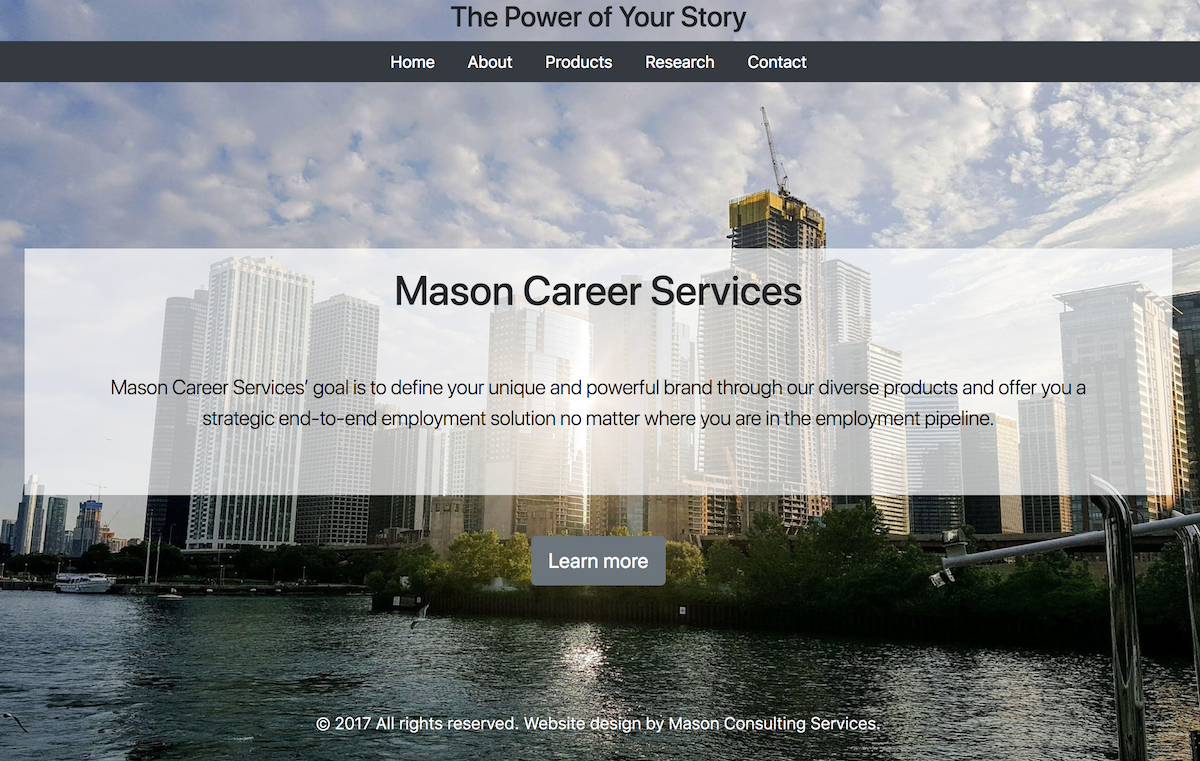 The Power of Your Story
Home About Products Research Contact
Mason Career Services
Mason Career Services' goal is to define your unique and powerful brand through our diverse products and offer you a
strategic end-to-end employment solution no matter where you are in the employment pipeline.
Learn more
© 2017 All rights reserved. Website design by Mason Consulting Services.